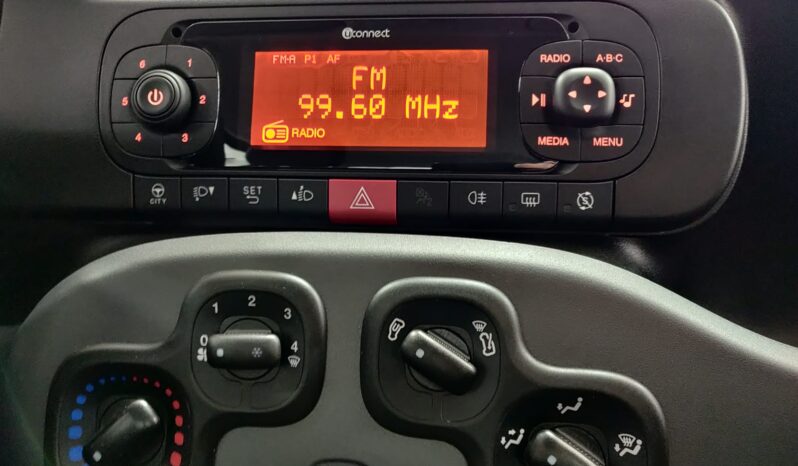 uconnect
FM-A P1 AF
FM
99.60 MHz
RADIO
6 1
5 2
4 3
RADIO A·B·C
MEDIA MENU
CITY
SET
0 1 2 3 4